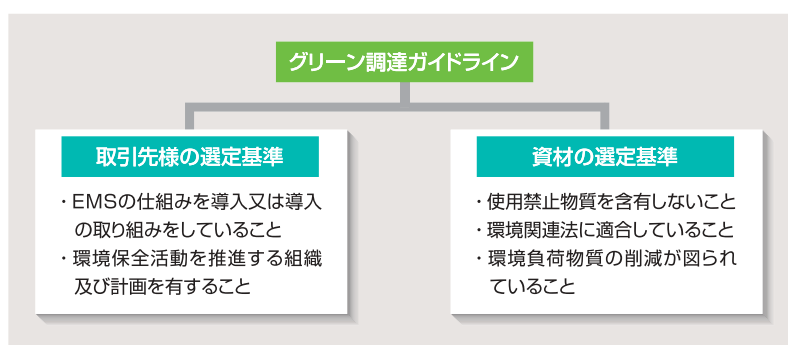 グリーン調達ガイドライン
取引先様の選定基準
・EMSの仕組みを導入又は導入
の取り組みをしていること
・環境保全活動を推進する組織
及び計画を有すること
資材の選定基準
・使用禁止物質を含有しないこと
・環境関連法に適合していること
・環境負荷物質の削減が図られ
ていること